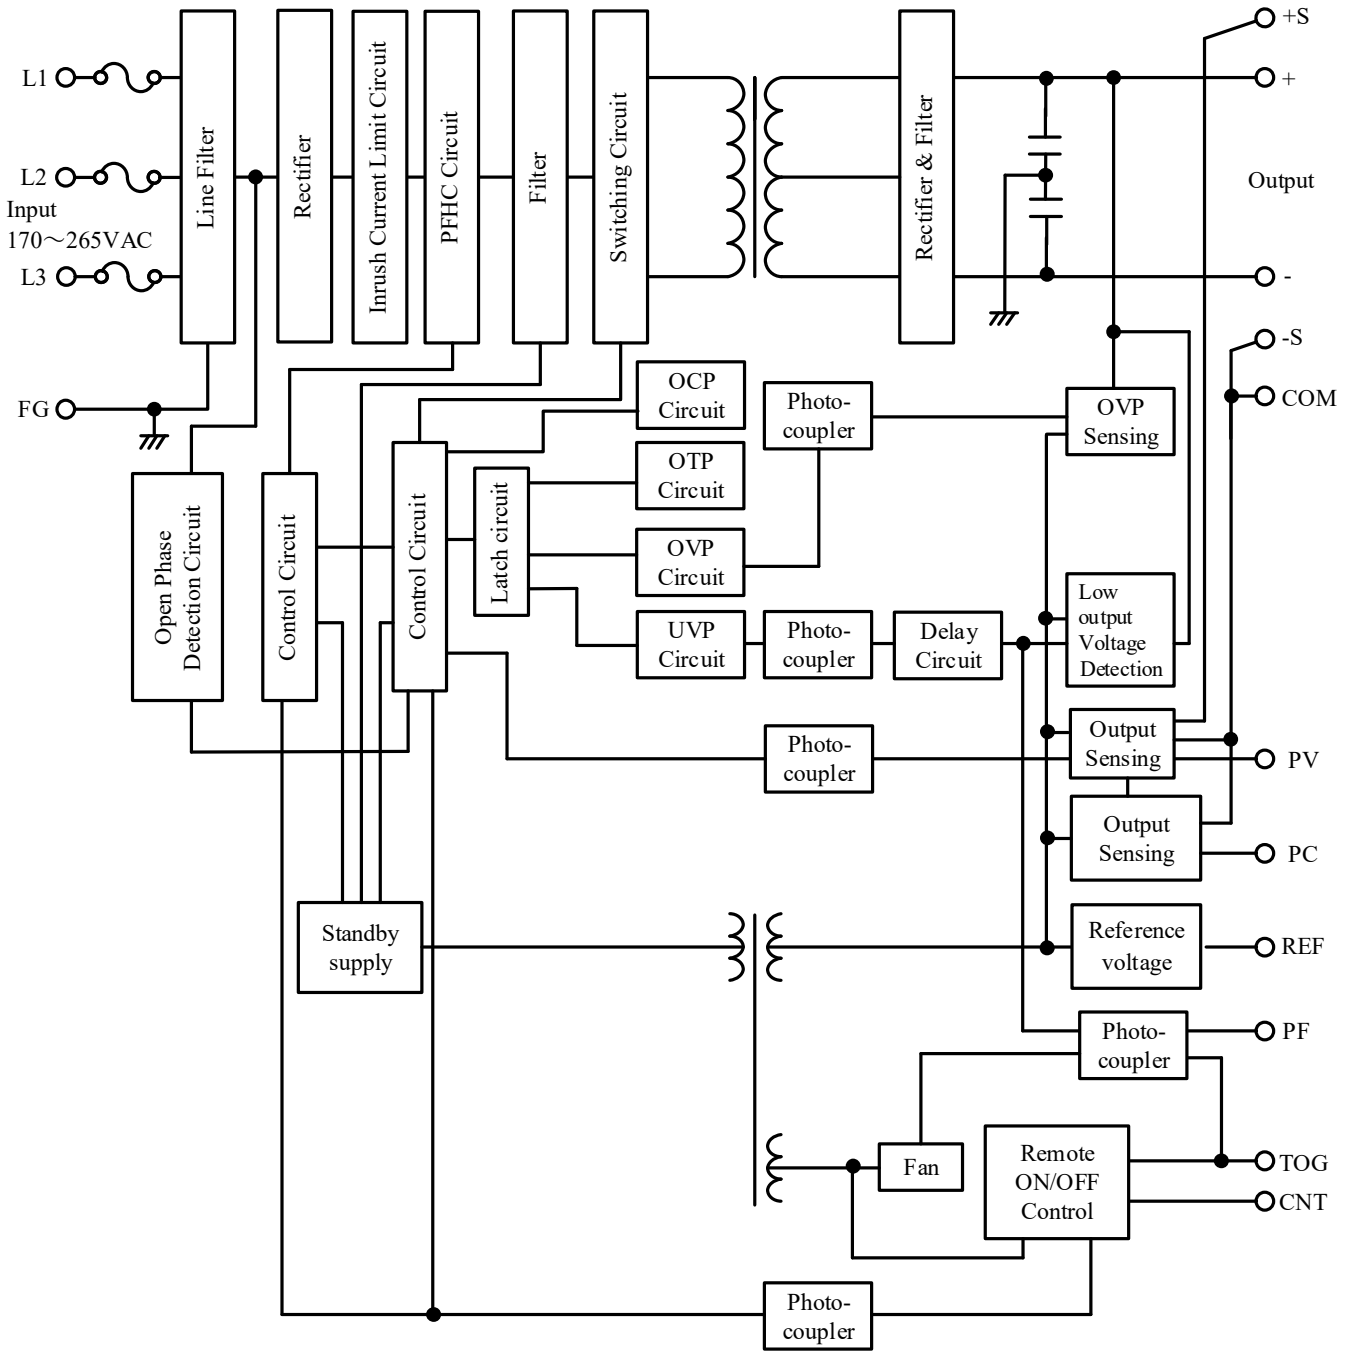 L1
L2
Input
170～265VAC
L3
FG
Line Filter
Rectifier
Inrush Current Limit Circuit
PFHC Circuit
Filter
Switching Circuit
Rectifier & Filter
+S
+
Output
-
-S
COM
OCP
Circuit
OTP
Circuit
OVP
Circuit
UVP
Circuit
Photo-
coupler
OVP
Sensing
Open Phase
Detection Circuit
Control Circuit
Control Circuit
Latch circuit
Photo-
coupler
Delay
Circuit
Low
output
Voltage
Detection
Photo-
coupler
Output
Sensing
PV
Output
Sensing
PC
Standby
supply
Reference
voltage
REF
Photo-
coupler
PF
Fan
Remote
ON/OFF
Control
TOG
CNT
Photo-
coupler